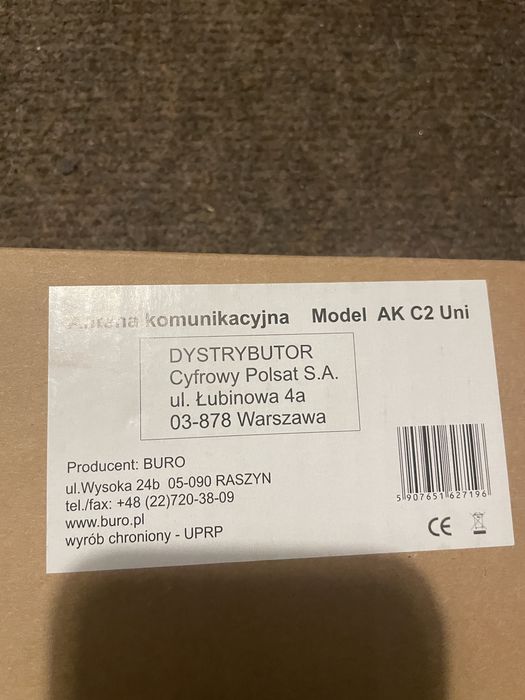 Antena komunikacyjna Model AK C2 Uni
DYSTRYBUTOR
Cyfrowy Polsat S.A.
ul. Łubinowa 4a
03-878 Warszawa
Producent: BURO
ul.Wysoka 24b 05-090 RASZYN
tel./fax: +48 (22)720-38-09
www.buro.pl
wyrób chroniony - UPRP
5 907651 627196
CE